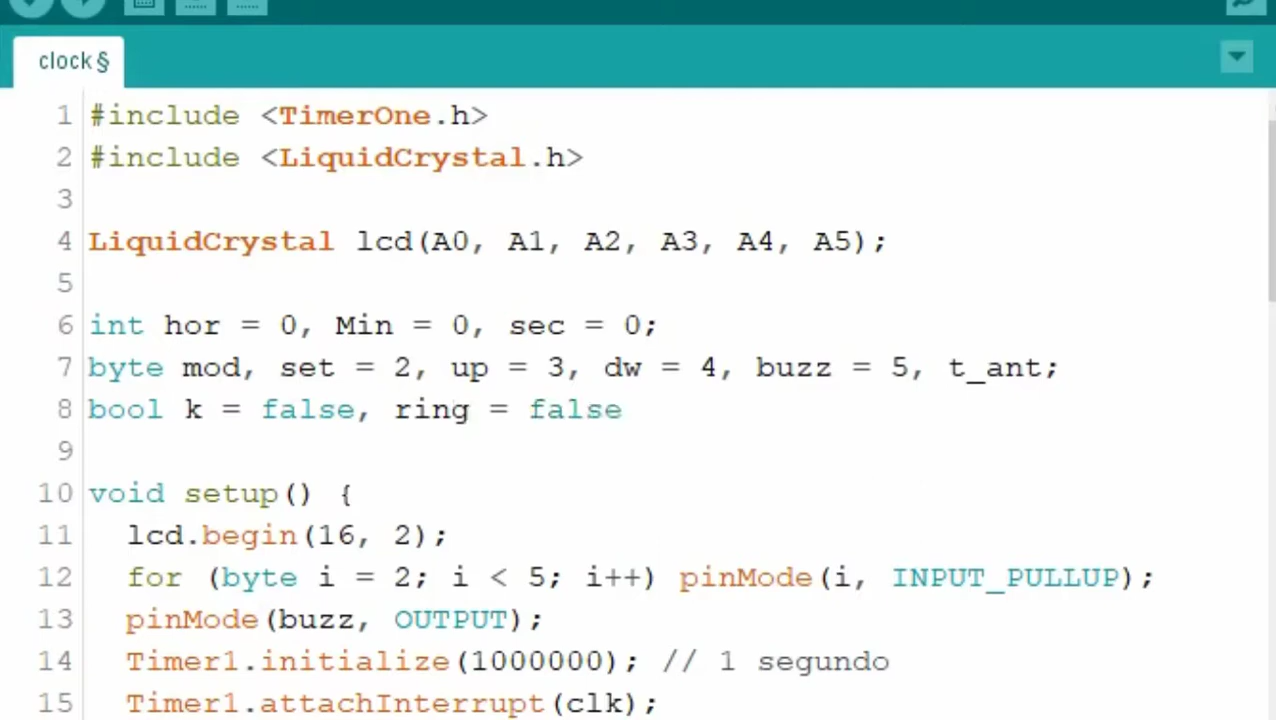 clock §
1 #include <TimerOne.h>
2 #include <LiquidCrystal.h>
3
4 LiquidCrystal lcd(A0, A1, A2, A3, A4, A5);
5
6 int hor = 0, Min = 0, sec = 0;
7 byte mod, set = 2, up = 3, dw = 4, buzz = 5, t_ant;
8 bool k = false, ring = false
9
10 void setup() {
11   lcd.begin(16, 2);
12   for (byte i = 2; i < 5; i++) pinMode(i, INPUT_PULLUP);
13   pinMode(buzz, OUTPUT);
14   Timer1.initialize(1000000); // 1 segundo
15   Timer1.attachInterrupt(clk);